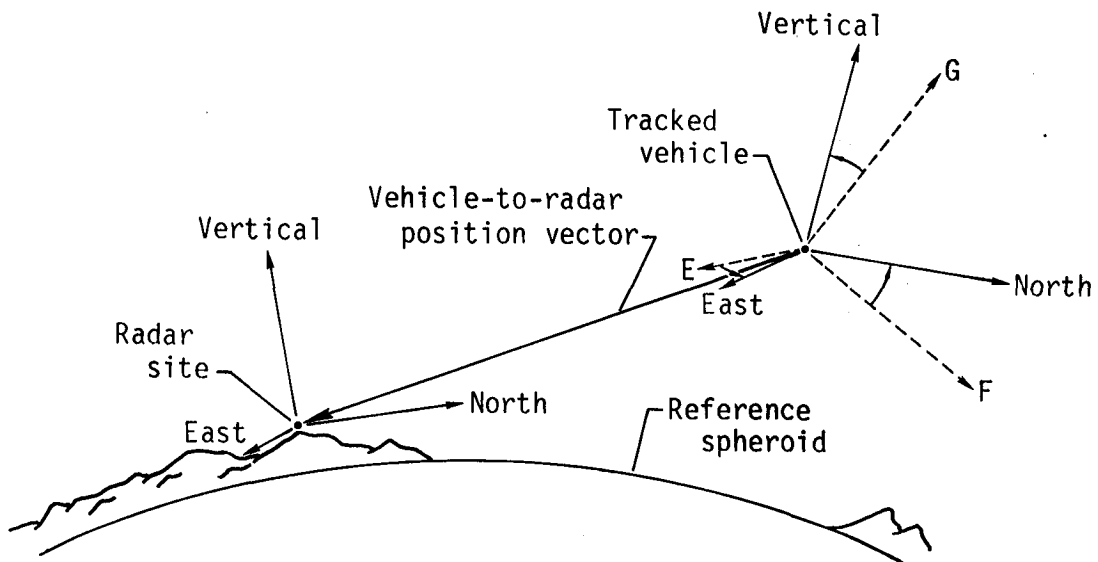 Vertical
G
Tracked
vehicle
Vehicle-to-radar
position vector
Vertical
E
East
North
F
Radar
site
North
East
Reference
spheroid